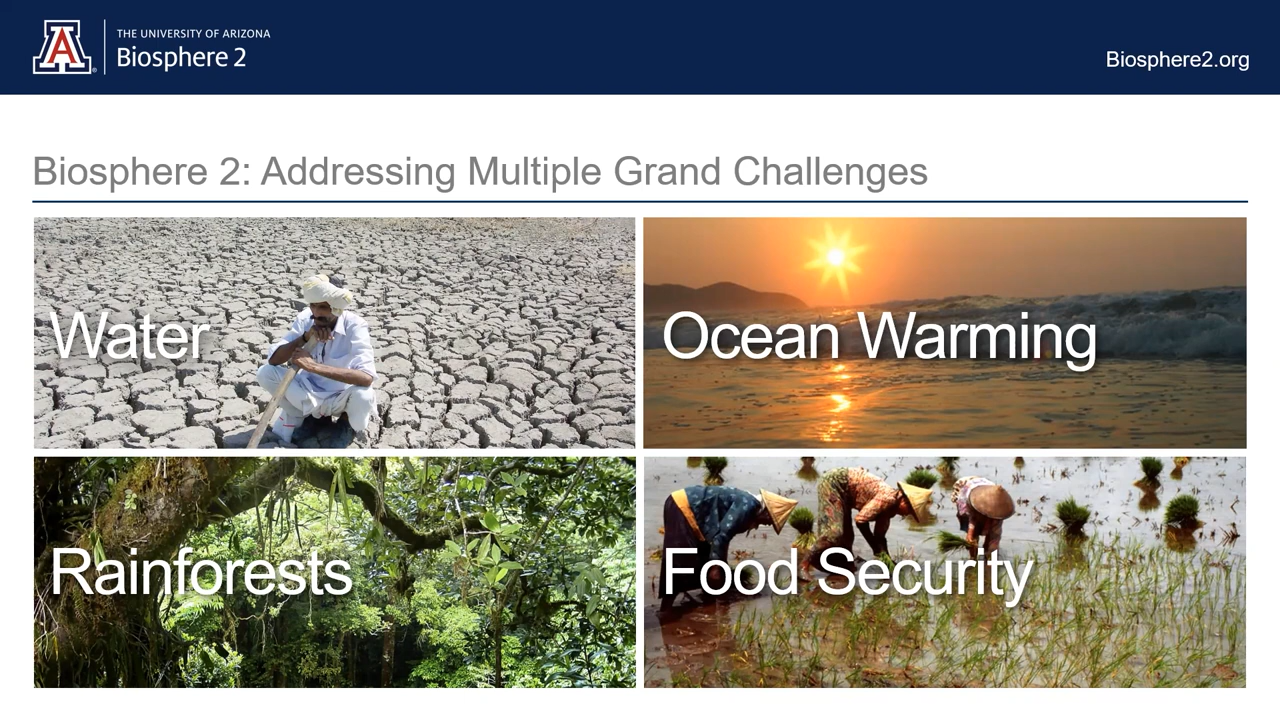 THE UNIVERSITY OF ARIZONA
Biosphere 2
Biosphere2.org
Biosphere 2: Addressing Multiple Grand Challenges
Water
Ocean Warming
Rainforests
Food Security